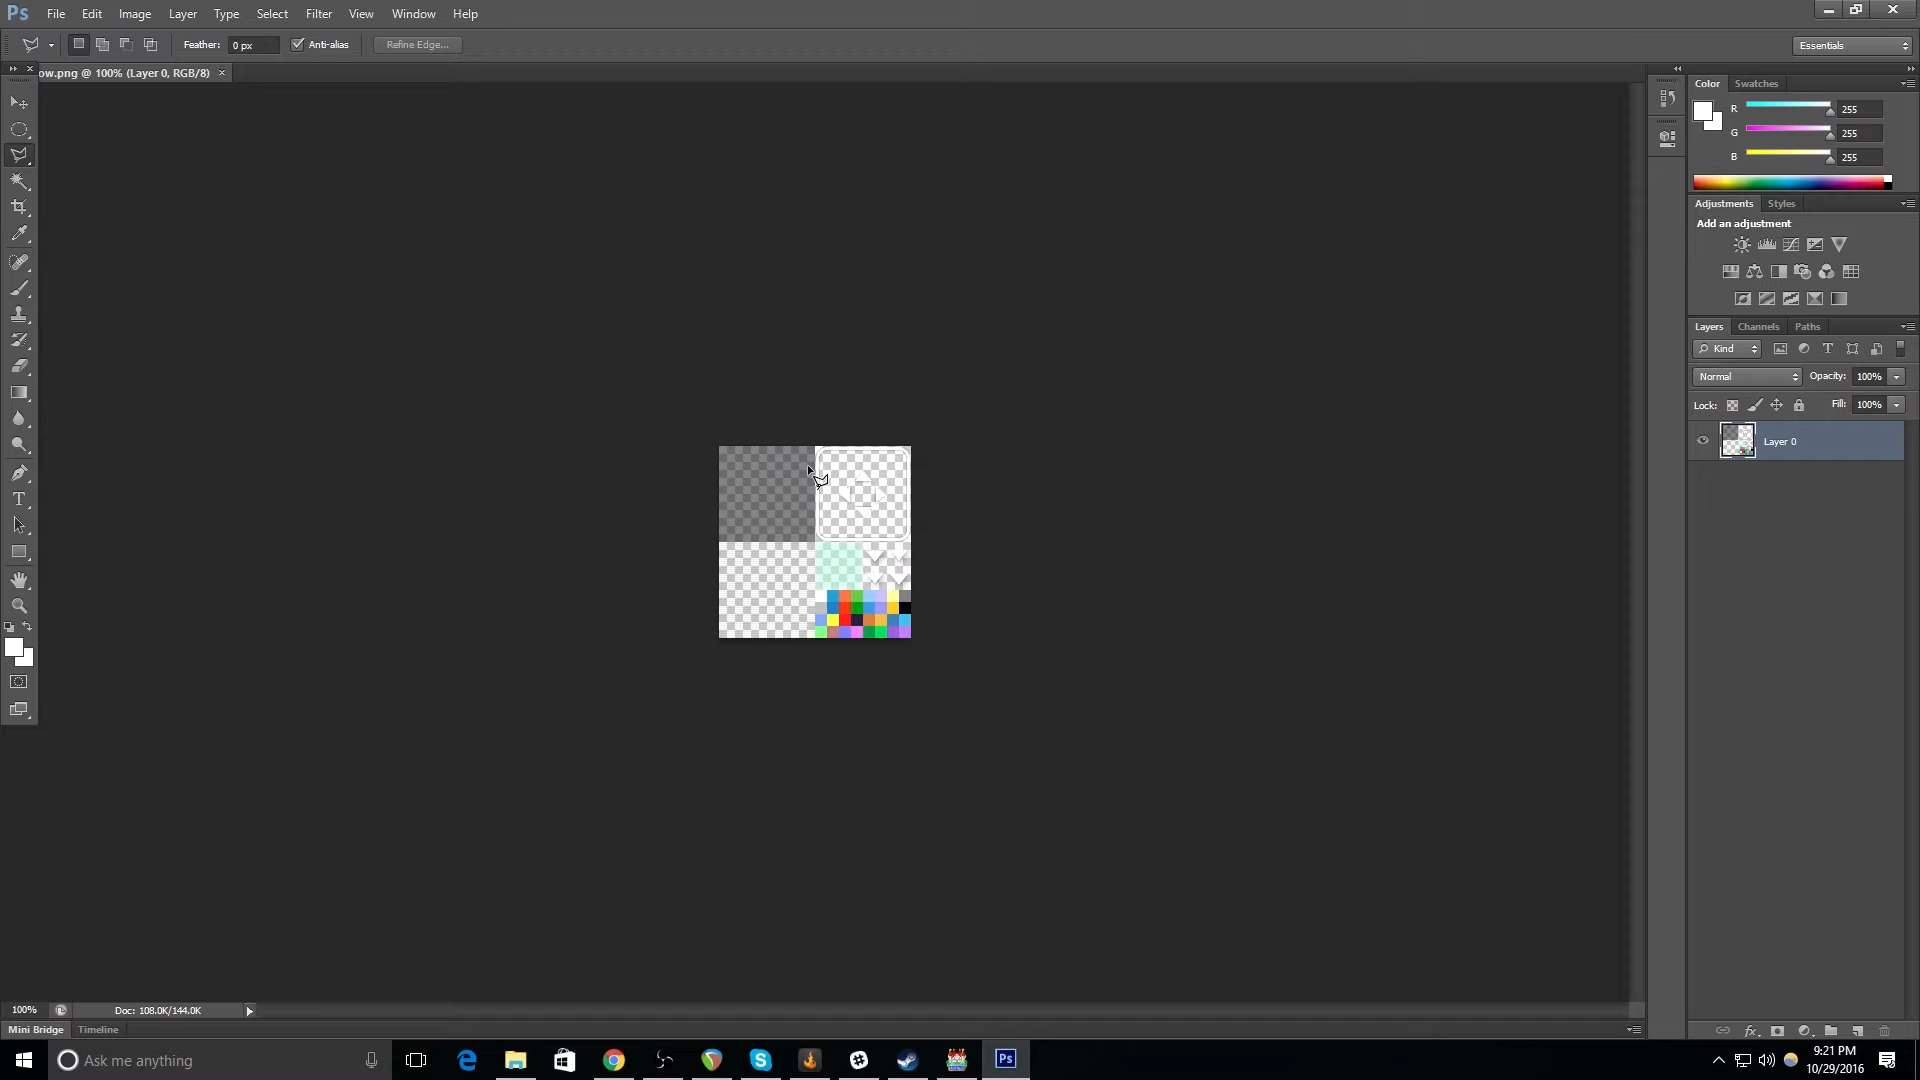 Ps File Edit Image Layer Type Select Filter 3D View Window Help
Feather: 0 px Anti-alias Refine Edge... Essentials
ow.png @ 100% (Layer 0, RGB/8)
Color Swatches
R 255
G 255
B 255
Adjustments Styles
Add an adjustment
Layers Channels Paths
Kind
Normal Opacity: 100%
Lock: Fill: 100%
Layer 0
100% Doc: 108.0K/144.0K
Mini Bridge Timeline
Ask me anything
Ps
9:21 PM
10/29/2016